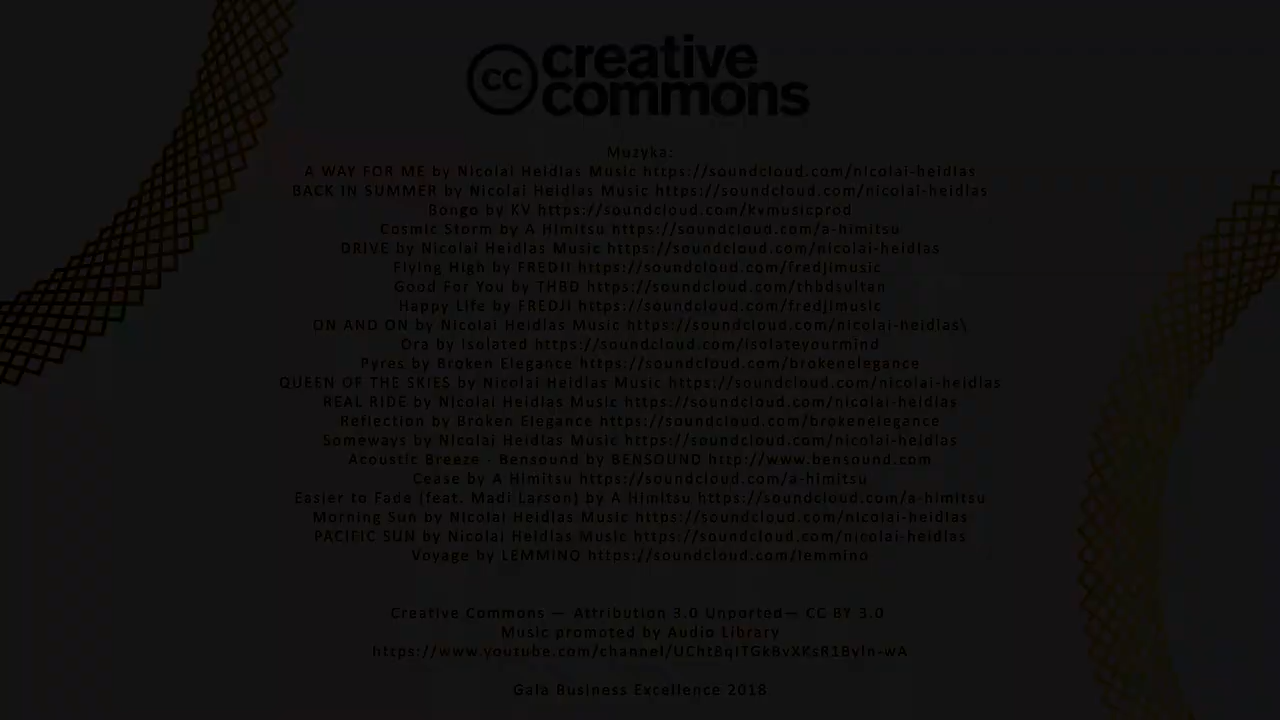 cc creative
commons
Muzyka:
A WAY FOR ME by Nicolai Heidlas Music https://soundcloud.com/nicolai-heidlas
BACK IN SUMMER by Nicolai Heidlas Music https://soundcloud.com/nicolai-heidlas
Bongo by KV https://soundcloud.com/kvmusicprod
Cosmic Storm by A Himitsu https://soundcloud.com/a-himitsu
DRIVE by Nicolai Heidlas Music https://soundcloud.com/nicolai-heidlas
Flying High by FREDJI https://soundcloud.com/fredjimusic
Good For You by THBD https://soundcloud.com/thbdsultan
Happy Life by FREDJI https://soundcloud.com/fredjimusic
ON AND ON by Nicolai Heidlas Music https://soundcloud.com/nicolai-heidlas\
Ora by Isolated https://soundcloud.com/isolateyourmind
Pyres by Broken Elegance https://soundcloud.com/brokenelegance
QUEEN OF THE SKIES by Nicolai Heidlas Music https://soundcloud.com/nicolai-heidlas
REAL RIDE by Nicolai Heidlas Music https://soundcloud.com/nicolai-heidlas
Reflection by Broken Elegance https://soundcloud.com/brokenelegance
Someways by Nicolai Heidlas Music https://soundcloud.com/nicolai-heidlas
Acoustic Breeze - Bensound by BENSOUND http://www.bensound.com
Cease by A Himitsu https://soundcloud.com/a-himitsu
Easier to Fade (feat. Madi Larson) by A Himitsu https://soundcloud.com/a-himitsu
Morning Sun by Nicolai Heidlas Music https://soundcloud.com/nicolai-heidlas
PACIFIC SUN by Nicolai Heidlas Music https://soundcloud.com/nicolai-heidlas
Voyage by LEMMINO https://soundcloud.com/lemmino
Creative Commons — Attribution 3.0 Unported— CC BY 3.0
Music promoted by Audio Library
https://www.youtube.com/channel/UCht8qITGkBvXKsR1Byln-wA
Gala Business Excellence 2018